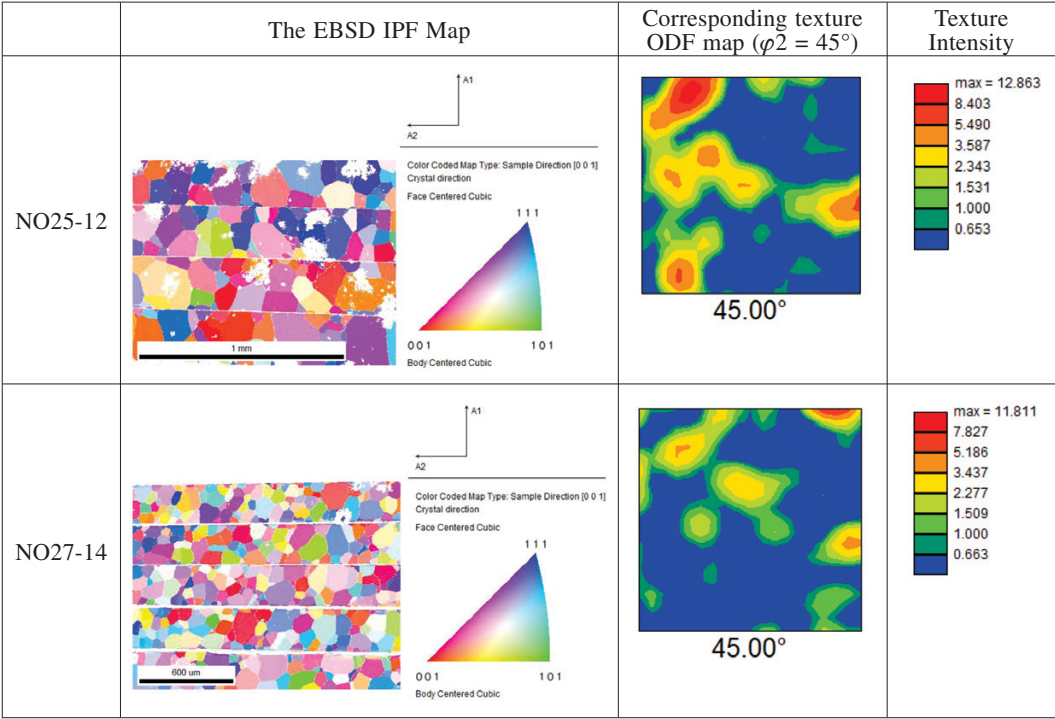 The EBSD IPF Map
Corresponding texture
ODF map (φ2 = 45°)
Texture
Intensity
NO25-12
A1
A2
Color Coded Map Type: Sample Direction [0 0 1]
Crystal direction
Face Centered Cubic
1 1 1
0 0 1
1 0 1
Body Centered Cubic
1 mm
45.00°
max = 12.863
8.403
5.490
3.587
2.343
1.531
1.000
0.653
NO27-14
A1
A2
Color Coded Map Type: Sample Direction [0 0 1]
Crystal direction
Face Centered Cubic
1 1 1
0 0 1
1 0 1
Body Centered Cubic
600 um
45.00°
max = 11.811
7.827
5.186
3.437
2.277
1.509
1.000
0.663